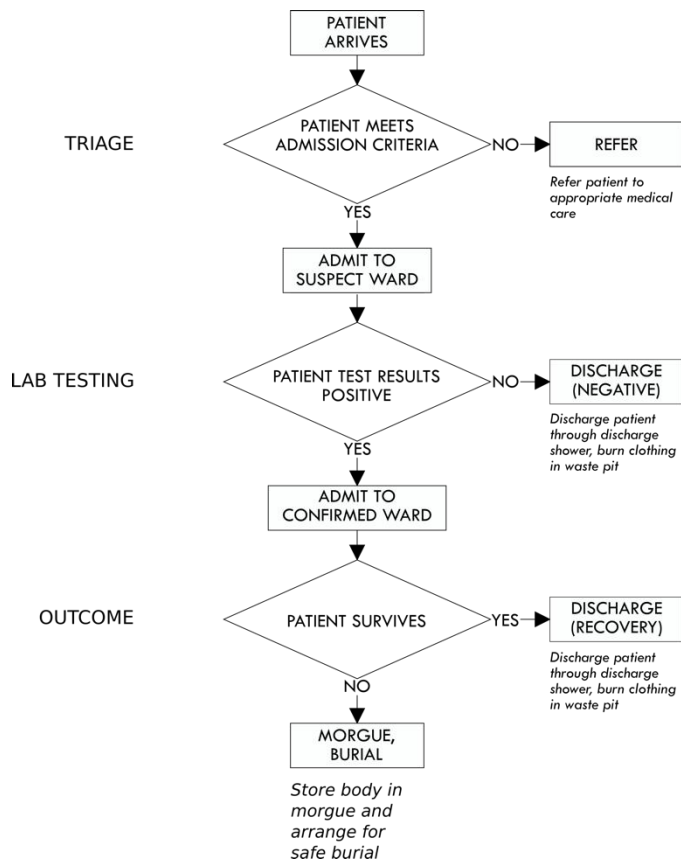 PATIENT
ARRIVES
TRIAGE
PATIENT MEETS
ADMISSION CRITERIA
NO
REFER
Refer patient to
appropriate medical
care
YES
ADMIT TO
SUSPECT WARD
LAB TESTING
PATIENT TEST RESULTS
POSITIVE
NO
DISCHARGE
(NEGATIVE)
Discharge patient
through discharge
shower, burn clothing
in waste pit
YES
ADMIT TO
CONFIRMED WARD
OUTCOME
PATIENT SURVIVES
YES
DISCHARGE
(RECOVERY)
Discharge patient
through discharge
shower, burn clothing
in waste pit
NO
MORGUE,
BURIAL
Store body in
morgue and
arrange for
safe burial